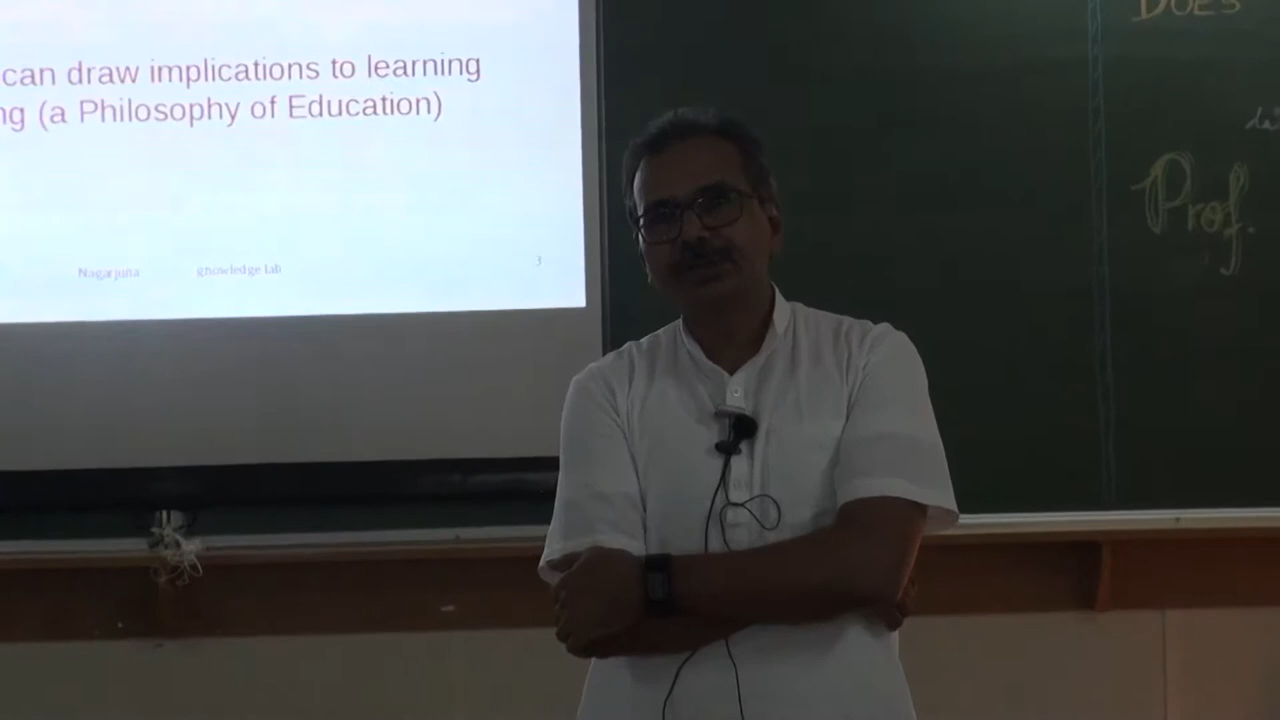 can draw implications to learning
ng (a Philosophy of Education)
Nagarjuna gnowledge lab 3
DOES
Prof.